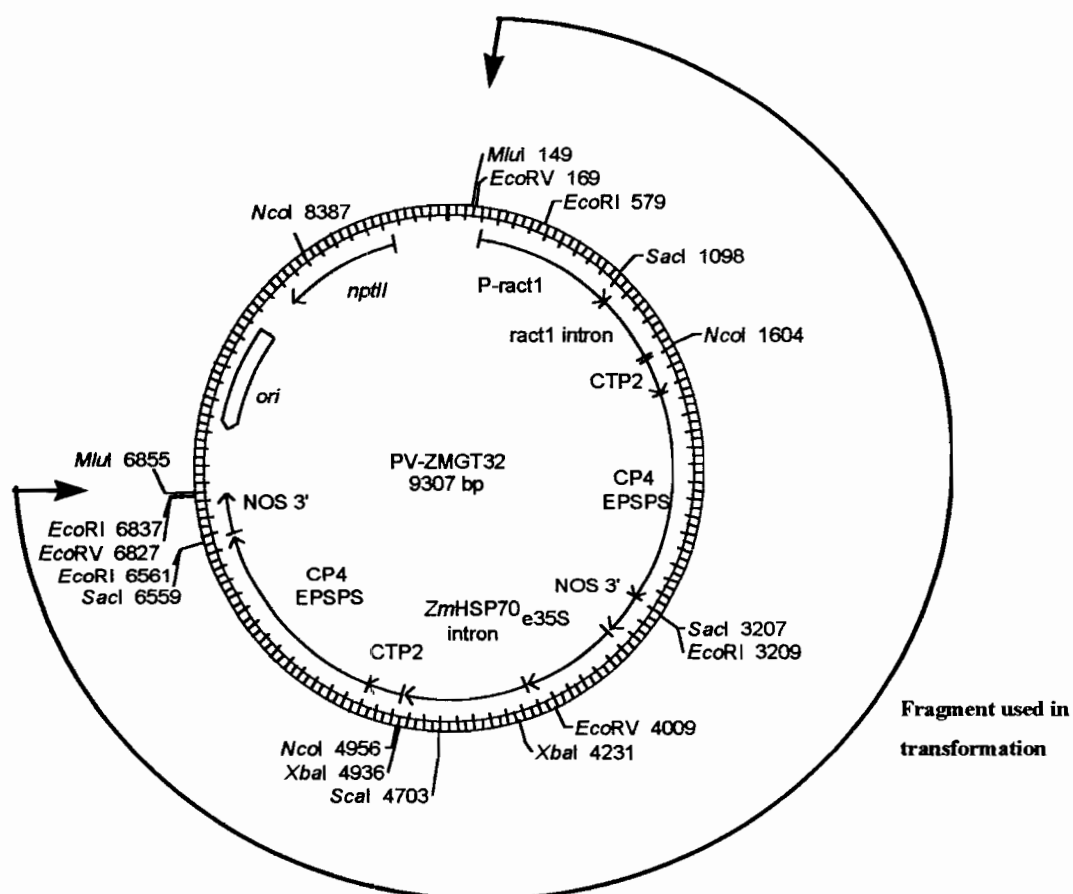 MluI 149
EcoRV 169
EcoRI 579
NcoI 8387
SacI 1098
nptII
P-ract1
ract1 intron
NcoI 1604
CTP2
ori
MluI 6855
PV-ZMGT32
9307 bp
CP4
EPSPS
NOS 3'
EcoRI 6837
EcoRV 6827
EcoRI 6561
SacI 6559
CP4
EPSPS
NOS 3'
ZmHSP70
intron
e35S
SacI 3207
EcoRI 3209
CTP2
Fragment used in
transformation
EcoRV 4009
XbaI 4231
NcoI 4956
XbaI 4936
ScaI 4703